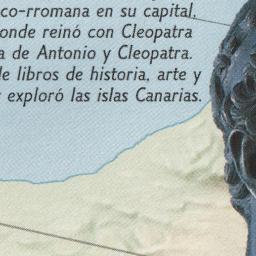 co-rromana en su capital,
onde reinó con Cleopatra
a de Antonio y Cleopatra.
de libros de historia, arte y
exploró las islas Canarias.